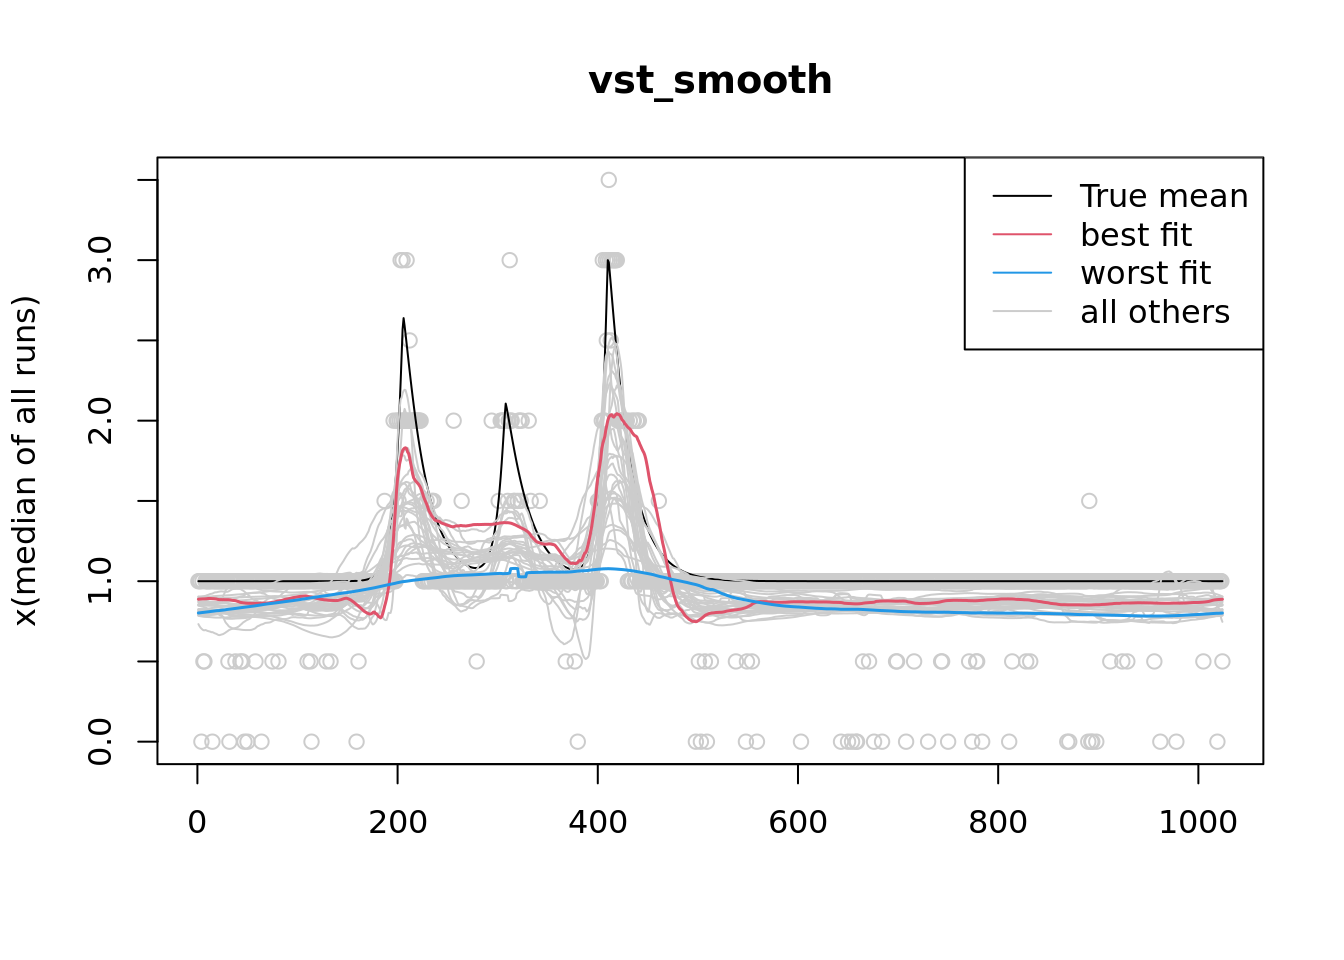 vst_smooth
x(median of all runs)
3.0
2.0
1.0
0.0
True mean
best fit
worst fit
all others
0 200 400 600 800 1000